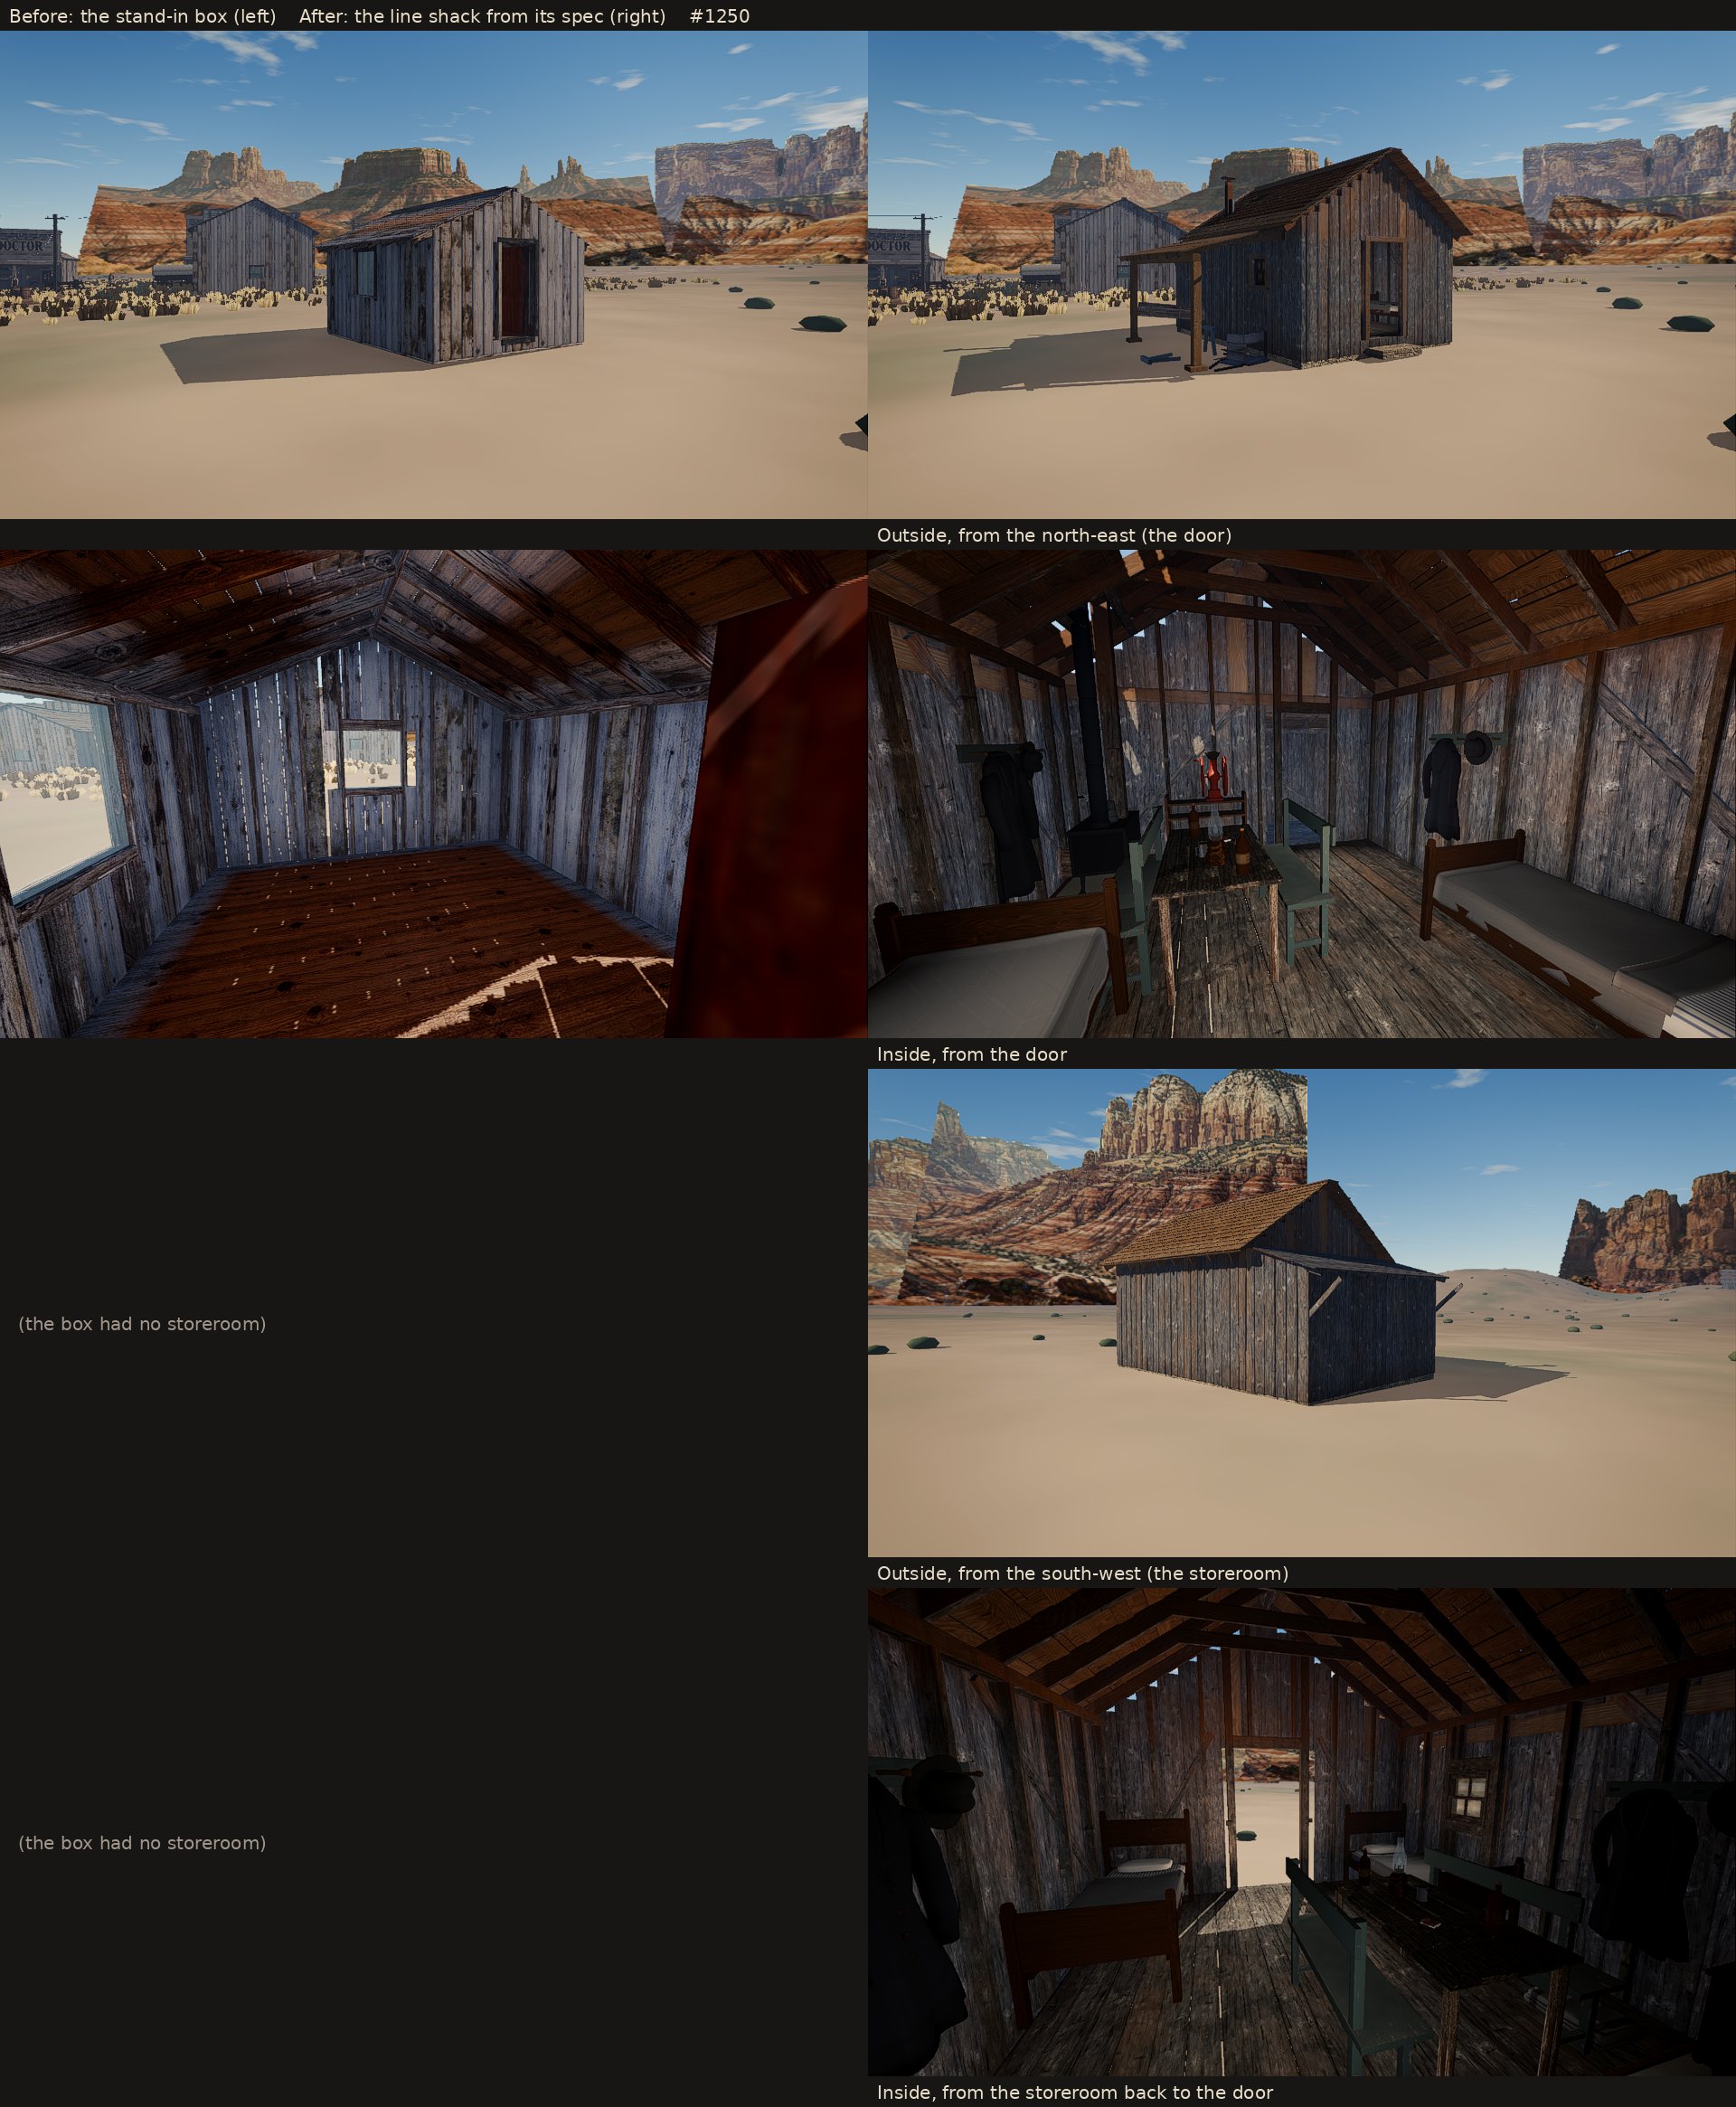 Before: the stand-in box (left) After: the line shack from its spec (right) #1250
DOCTOR
DOCTOR
Outside, from the north-east (the door)
Inside, from the door
(the box had no storeroom)
Outside, from the south-west (the storeroom)
(the box had no storeroom)
Inside, from the storeroom back to the door